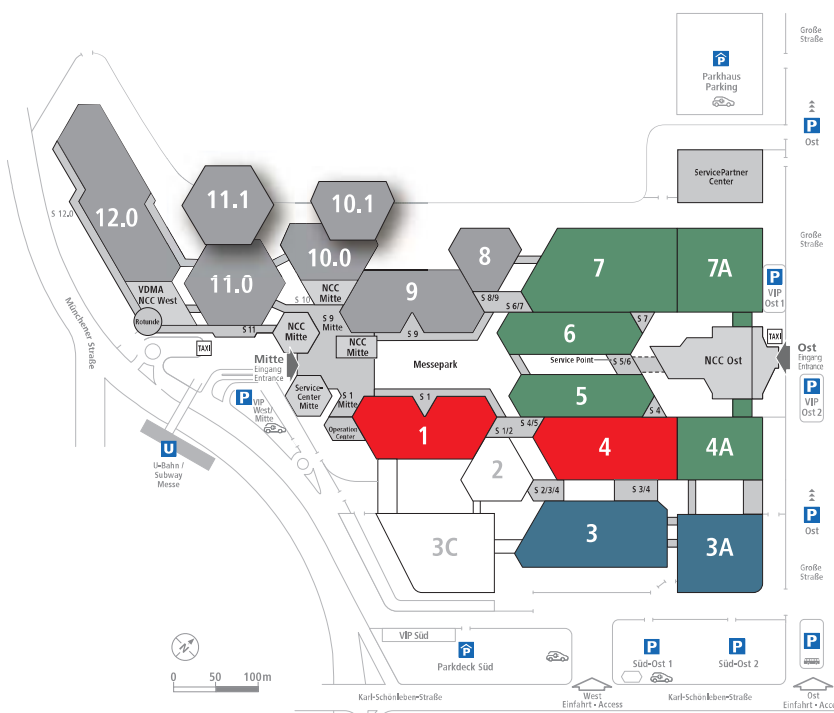 Große
Straße
P
Parkhaus
Parking
P
Ost
ServicePartner
Center
11.1
10.1
12.0
S 12.0
10.0
8
7
7A
Große
Straße
11.0
VDMA
NCC West
NCC
Mitte
S 10
9
S 8/9
S 6/7
P
VIP
Ost 1
Rotunde
S 11
NCC
Mitte
S 9
Mitte
S 9
6
S 7
Münchener Straße
TAXI
NCC
Mitte
Messepark
Service Point
S 5/6
NCC Ost
TAXI
Ost
Eingang
Entrance
Mitte
Eingang
Entrance
Service-
Center
Mitte
S 1
Mitte
S 1
5
S 4
P
VIP
Ost 2
P
VIP
West/
Mitte
Operation
Center
1
S 1/2
S 4/5
4
4A
U
U-Bahn /
Subway
Messe
2
S 2/3/4
S 3/4
P
Ost
3C
3
3A
Große
Straße
VIP Süd
P
Parkdeck Süd
P
Süd-Ost 1
P
Süd-Ost 2
P
N
0 50 100 m
Karl-Schönleben-Straße
West
Einfahrt • Access
Karl-Schönleben-Straße
Ost
Einfahrt • Acc